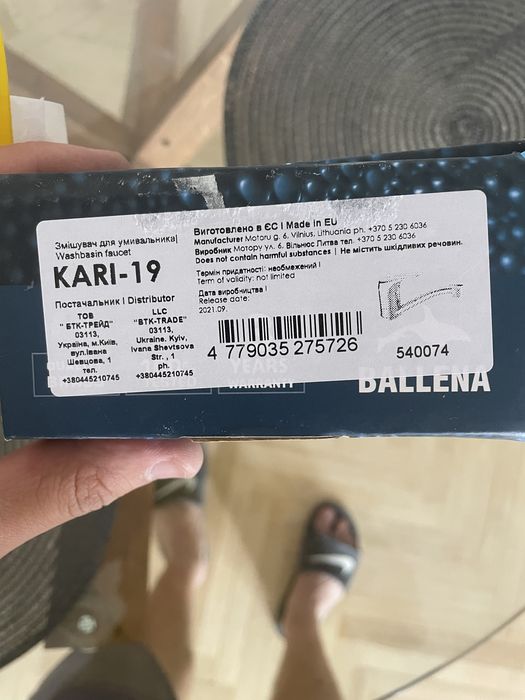 Змішувач для умивальника|
Washbasin faucet
KARI-19
Постачальник | Distributor
ТОВ
"БТК-ТРЕЙД"
03113,
Україна, м.Київ,
вул.Івана
Шевцова, 1
тел.
+380445210745
LLC
"BTK-TRADE"
03113,
Ukraine. Kyiv,
Ivana Shevtsova
Str. , 1
ph.
+380445210745
Виготовлено в ЄС | Made in EU
Manufacturer Motoru g. 6, Vilnius, Lithuania ph. +370 5 230 6036
Виробник Мотору ул. 6, Вільнюс Литва тел. +370 5 230 6036
Does not contain harmful substances | Не містить шкідливих речовин.
Термін придатності: необмежений |
Term of validity: not limited
Дата виробництва |
Release date:
2021.09.
4 779035 275726
540074
YEARS
WARRANTY
BALLENA